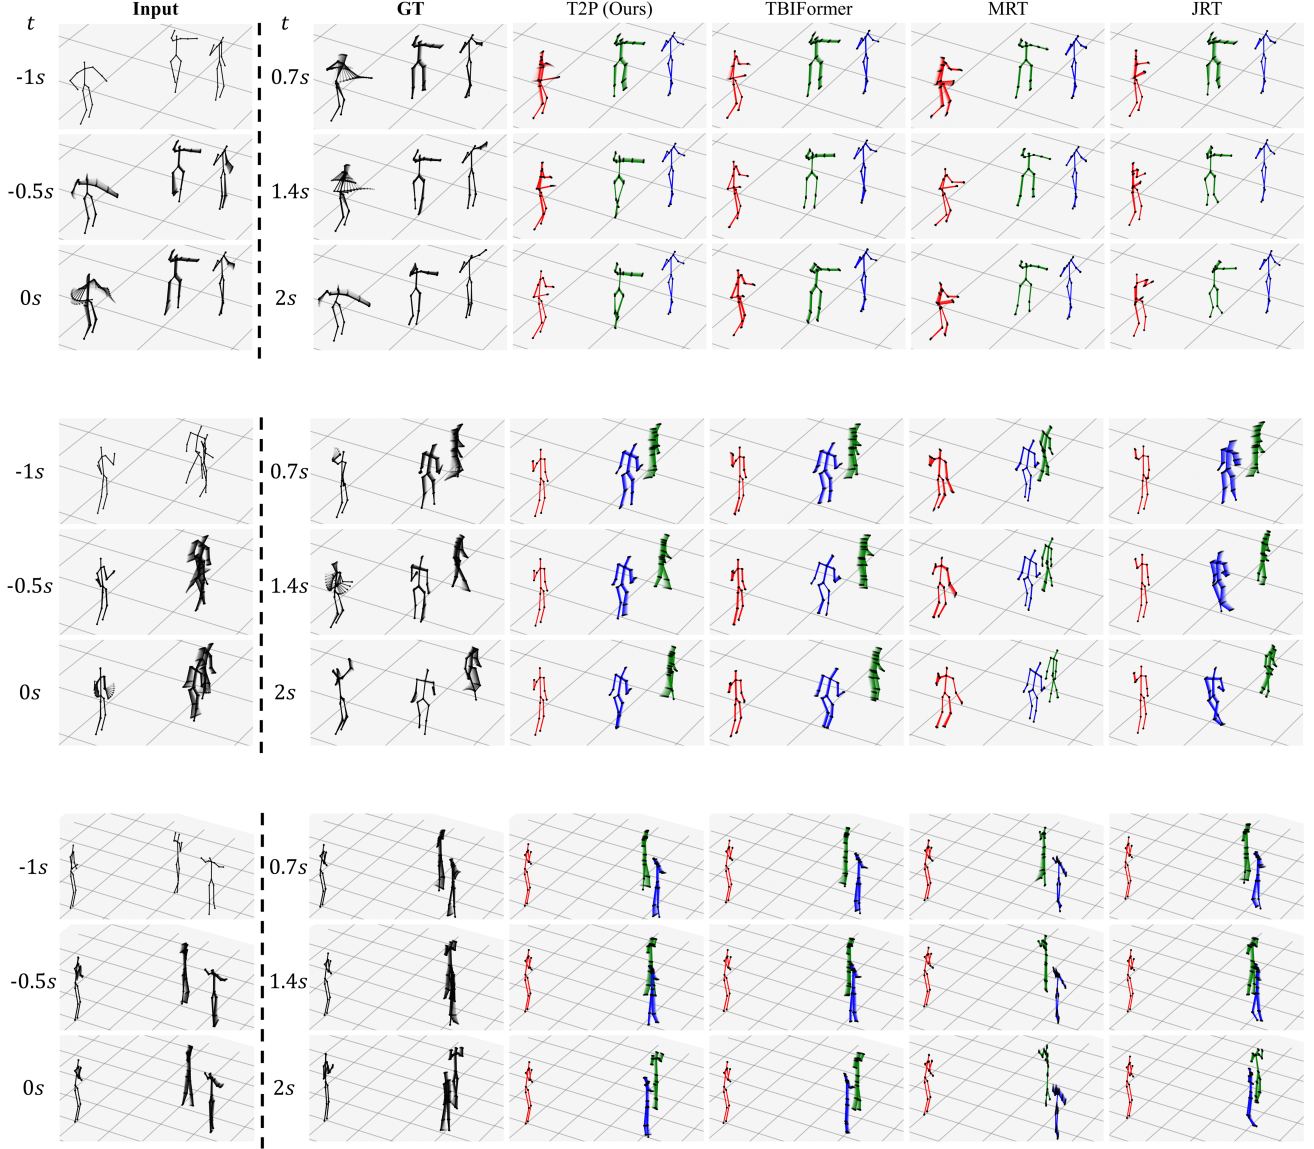 Input GT T2P (Ours) TBIFormer MRT JRT
t t
-1s 0.7s
-0.5s 1.4s
0s 2s
-1s 0.7s
-0.5s 1.4s
0s 2s
-1s 0.7s
-0.5s 1.4s
0s 2s